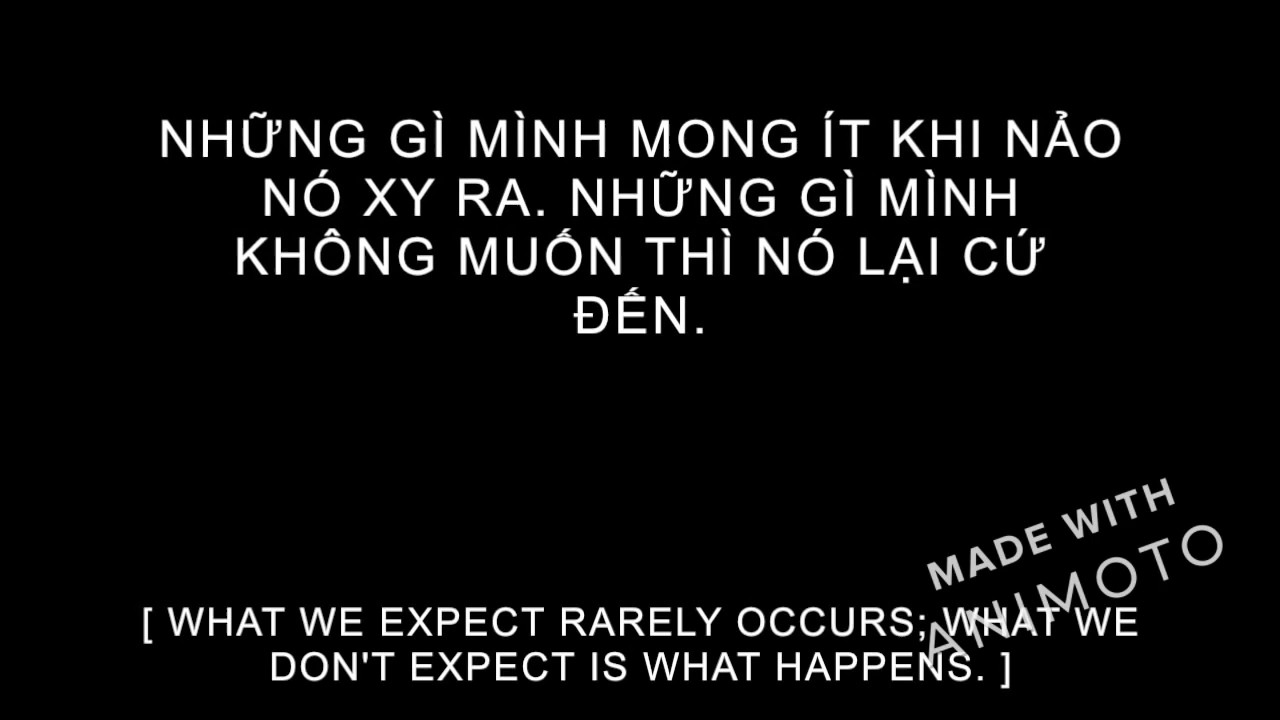 NHỮNG GÌ MÌNH MONG ÍT KHI NẢO
NÓ XY RA. NHỮNG GÌ MÌNH
KHÔNG MUỐN THÌ NÓ LẠI CỨ
ĐẾN.
MADE WITH
ANIMOTO
[ WHAT WE EXPECT RARELY OCCURS; WHAT WE
DON'T EXPECT IS WHAT HAPPENS. ]